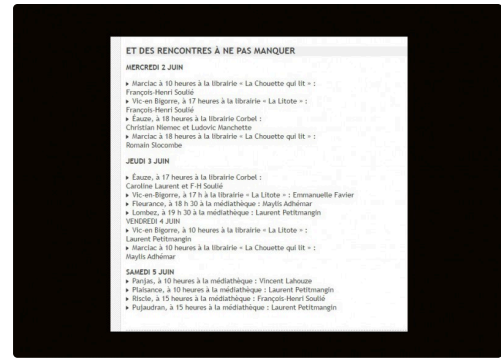 ET DES RENCONTRES À NE PAS MANQUER
MERCREDI 2 JUIN
▸ Marciac à 10 heures à la librairie « La Chouette qui lit » :
François-Henri Soulié
▸ Vic-en Bigorre, à 17 heures à la librairie « La Litote » :
François-Henri Soulié
▸ Éauze, à 18 heures à la librairie Corbel :
Christian Niemec et Ludovic Manchette
▸ Marciac à 18 heures à la librairie « La Chouette qui lit » :
Romain Slocombe
JEUDI 3 JUIN
▸ Éauze, à 17 heures à la librairie Corbel :
Caroline Laurent et F-H Soulié
▸ Vic-en-Bigorre, à 17 h à la librairie « La Litote » : Emmanuelle Favier
▸ Fleurance, à 18 h 30 à la médiathèque : Maylis Adhémar
▸ Lombez, à 19 h 30 à la médiathèque : Laurent Petitmangin
VENDREDI 4 JUIN
▸ Vic-en Bigorre, à 10 heures à la librairie « La Litote » :
Laurent Petitmangin
▸ Marciac à 10 heures à la librairie « La Chouette qui lit » :
Maylis Adhémar
SAMEDI 5 JUIN
▸ Panjas, à 10 heures à la médiathèque : Vincent Lahouze
▸ Plaisance, à 10 heures à la médiathèque : Laurent Petitmangin
▸ Riscle, à 15 heures à la médiathèque : François-Henri Soulié
▸ Pujaudran, à 15 heures à la médiathèque : Laurent Petitmangin